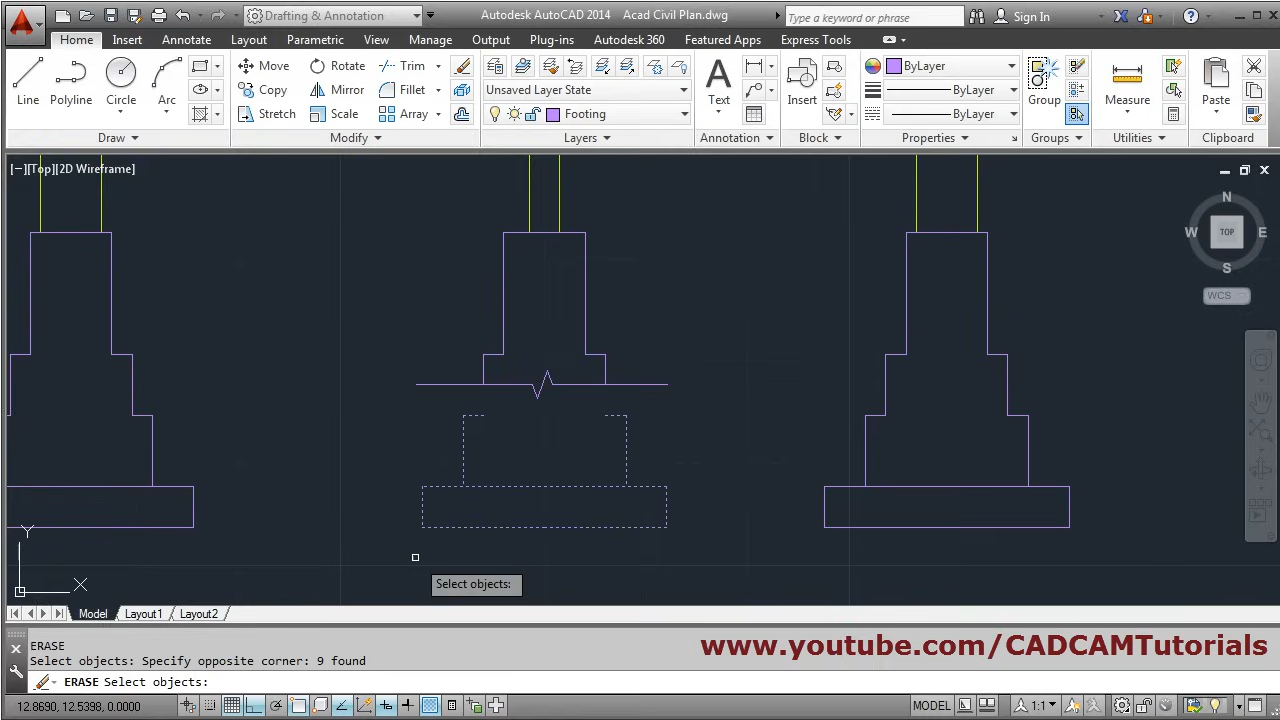 Drafting & Annotation
Autodesk AutoCAD 2014 Acad Civil Plan.dwg
Type a keyword or phrase
Sign In
Home Insert Annotate Layout Parametric View Manage Output Plug-ins Autodesk 360 Featured Apps Express Tools
Line
Polyline
Circle
Arc
Draw
Move
Rotate
Trim
Copy
Mirror
Fillet
Stretch
Scale
Array
Modify
Unsaved Layer State
Footing
Layers
Text
Annotation
Insert
Block
ByLayer
ByLayer
ByLayer
Properties
Group
Groups
Measure
Utilities
Paste
Clipboard
[−][Top][2D Wireframe]
N
W
TOP
E
S
WCS
Y
X
Select objects:
Model Layout1 Layout2
ERASE
Select objects: Specify opposite corner: 9 found
ERASE Select objects:
www.youtube.com/CADCAMTutorials
12.8690, 12.5398, 0.0000
MODEL
1:1